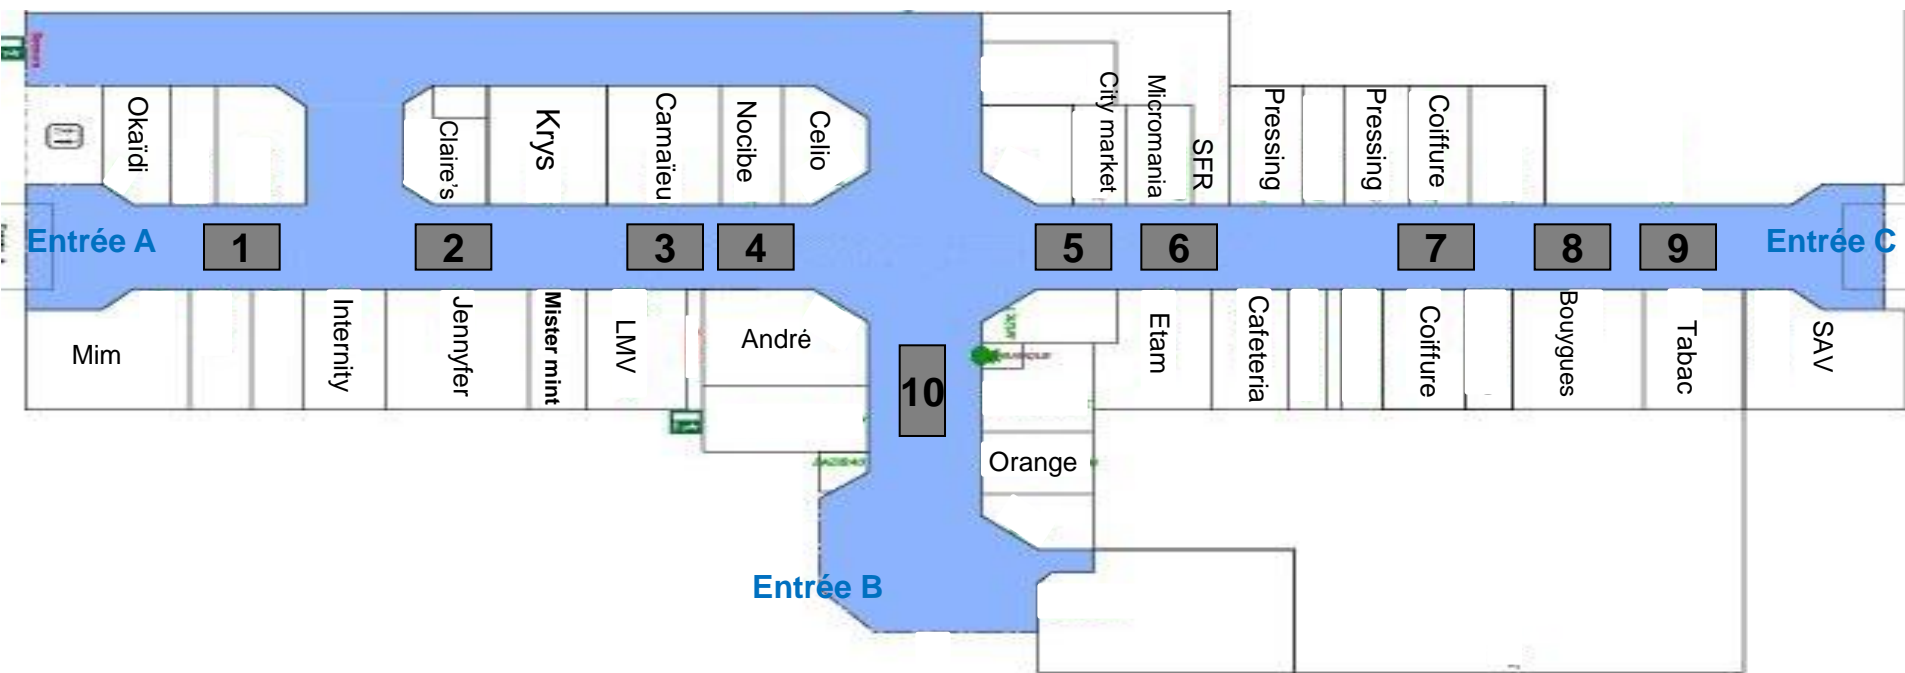 Okaïdi
Claire's
Krys
Camaïeu
Nocibe
Celio
City market
Micromania
SFR
Pressing
Pressing
Coiffure
Entrée A
1
2
3
4
5
6
7
8
9
Entrée C
Mim
Internity
Jennyfer
Mister mint
LMV
André
10
Etam
Cafeteria
Coiffure
Bouygues
Tabac
SAV
Orange
Entrée B